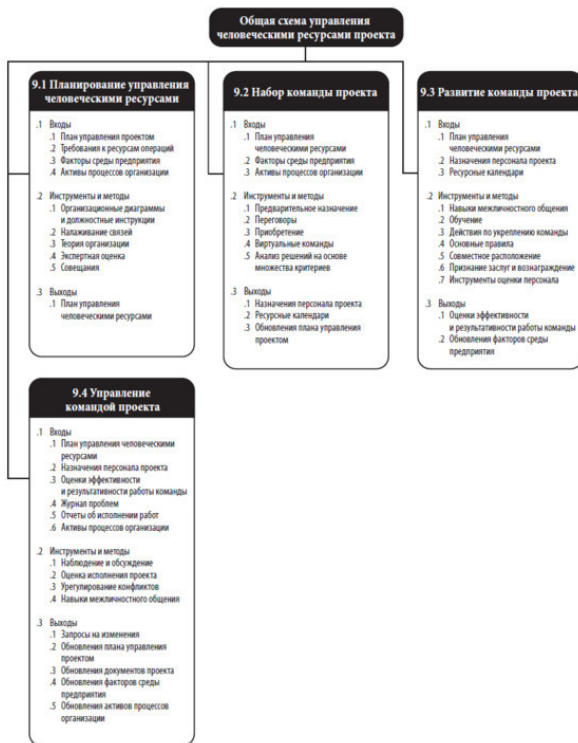 Общая схема управления
человеческими ресурсами проекта
9.1 Планирование управления
человеческими ресурсами
.1 Входы
.1 План управления проектом
.2 Требования к ресурсам операций
.3 Факторы среды предприятия
.4 Активы процессов организации
.2 Инструменты и методы
.1 Организационные диаграммы
и должностные инструкции
.2 Налаживание связей
.3 Теория организации
.4 Экспертная оценка
.5 Совещания
.3 Выходы
.1 План управления
человеческими ресурсами
9.2 Набор команды проекта
.1 Входы
.1 План управления
человеческими ресурсами
.2 Факторы среды предприятия
.3 Активы процессов организации
.2 Инструменты и методы
.1 Предварительное назначение
.2 Переговоры
.3 Приобретение
.4 Виртуальные команды
.5 Анализ решений на основе
множества критериев
.3 Выходы
.1 Назначения персонала проекта
.2 Ресурсные календари
.3 Обновления плана управления
проектом
9.3 Развитие команды проекта
.1 Входы
.1 План управления
человеческими ресурсами
.2 Назначения персонала проекта
.3 Ресурсные календари
.2 Инструменты и методы
.1 Навыки межличностного общения
.2 Обучение
.3 Действия по укреплению команды
.4 Основные правила
.5 Совместное расположение
.6 Признание заслуг и вознаграждение
.7 Инструменты оценки персонала
.3 Выходы
.1 Оценки эффективности
и результативности работы команды
.2 Обновления факторов среды
предприятия
9.4 Управление
командой проекта
.1 Входы
.1 План управления человеческими
ресурсами
.2 Назначения персонала проекта
.3 Оценки эффективности
и результативности работы команды
.4 Журнал проблем
.5 Отчеты об исполнении работ
.6 Активы процессов организации
.2 Инструменты и методы
.1 Наблюдение и обсуждение
.2 Оценка исполнения проекта
.3 Урегулирование конфликтов
.4 Навыки межличностного общения
.3 Выходы
.1 Запросы на изменения
.2 Обновления плана управления
проектом
.3 Обновления документов проекта
.4 Обновления факторов среды
предприятия
.5 Обновления активов процессов
организации